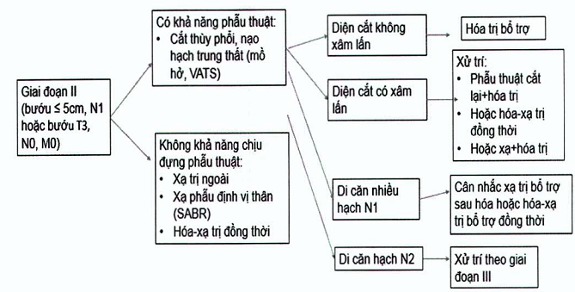 Giai đoạn II
(bướu ≤ 5cm, N1
hoặc bướu T3,
N0, M0)
Có khả năng phẫu thuật:
• Cắt thùy phổi, nạo
hạch trung thất (mổ
hở, VATS)
Không khả năng chịu
đựng phẫu thuật:
• Xạ trị ngoài
• Xạ phẫu định vị thân
(SABR)
• Hóa-xạ trị đồng thời
Diện cắt không
xâm lấn
Hóa trị bổ trợ
Diện cắt có xâm
lấn
Xử trí:
• Phẫu thuật cắt
lại+hóa trị
• Hoặc hóa-xạ trị
đồng thời
• Hoặc xạ+hóa trị
Di căn nhiều
hạch N1
Cân nhắc xạ trị bổ trợ
sau hóa hoặc hóa-xạ
trị bổ trợ đồng thời
Di căn hạch N2
Xử trí theo giai
đoạn III